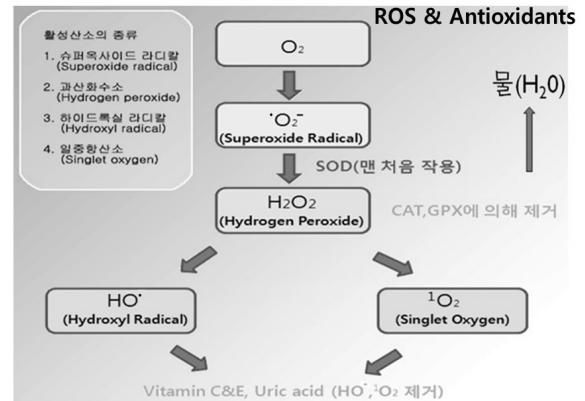 ROS & Antioxidants
활성산소의 종류
1. 슈퍼옥사이드 라디칼
(Superoxide radical)
2. 과산화수소
(Hydrogen peroxide)
3. 하이드록실 라디칼
(Hydroxyl radical)
4. 일중항산소
(Singlet oxygen)
O₂
물(H₂0)
•O₂⁻
(Superoxide Radical)
SOD(맨 처음 작용)
H₂O₂
(Hydrogen Peroxide)
CAT,GPX에 의해 제거
HO•
(Hydroxyl Radical)
¹O₂
(Singlet Oxygen)
Vitamin C&E, Uric acid (HO•,¹O₂ 제거)